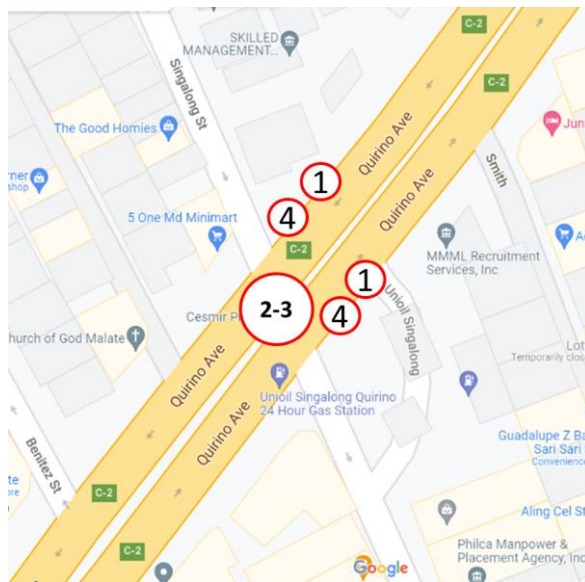 SKILLED
MANAGEMENT...
C-2
C-2
Singalong St
The Good Homies
Quirino Ave
Quirino Ave
Smith
Jun
shop
1
4
5 One Md Minimart
C-2
MMML Recruitment
Services, Inc
1
4
2-3
Unioil Singalong
Cesmir P
hurch of God Malate
Quirino Ave
Quirino Ave
Unioil Singalong Quirino
24 Hour Gas Station
Lot
Temporarily clos
Benitez St
Guadalupe Z Ba
Sari Sari
Convenience
C-2
C-2
Aling Cel St
Philca Manpower &
Placement Agency, Inc
Google